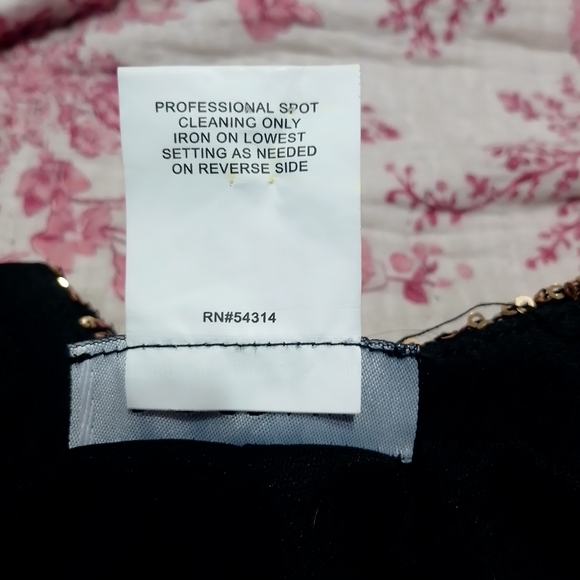 PROFESSIONAL SPOT
CLEANING ONLY
IRON ON LOWEST
SETTING AS NEEDED
ON REVERSE SIDE
RN#54314